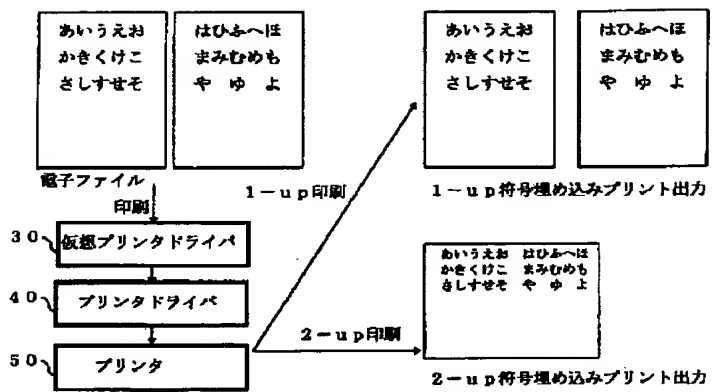 あいうえお
かきくけこ
さしすせそ
はひふへほ
まみむめも
や ゆ よ
あいうえお
かきくけこ
さしすせそ
はひふへほ
まみむめも
や ゆ よ
電子ファイル
印刷
1-up印刷
1-up符号埋め込みプリント出力
30
仮想プリンタドライバ
40
プリンタドライバ
50
プリンタ
2-up印刷
あいうえお はひふへほ
かきくけこ まみむめも
さしすせそ や ゆ よ
2-up符号埋め込みプリント出力